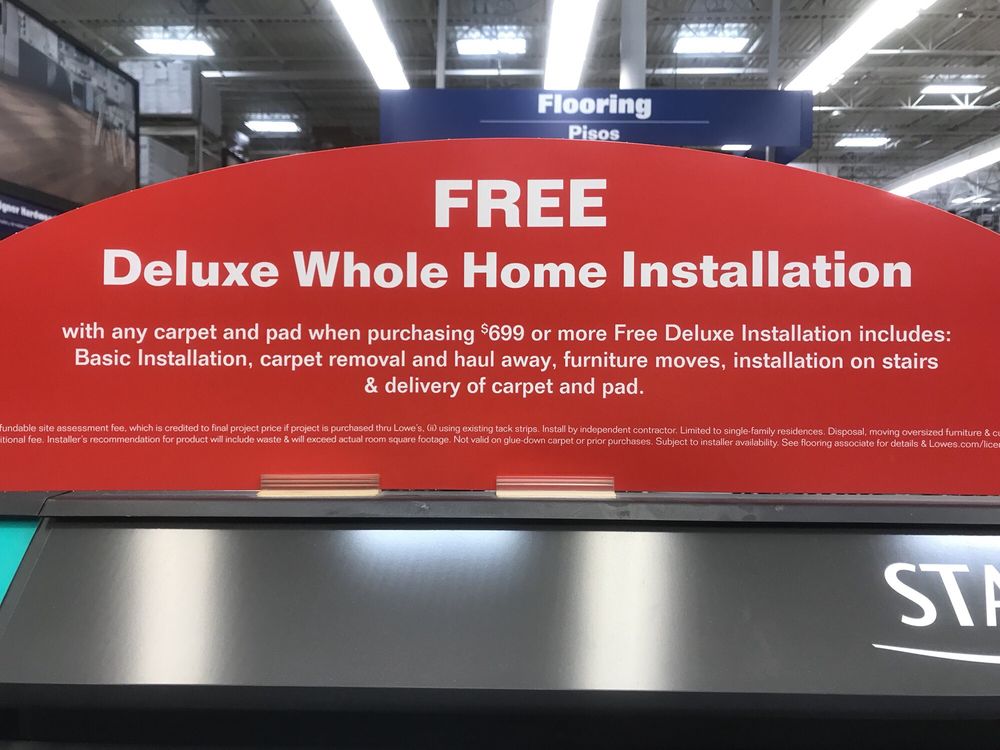 Flooring
Pisos
FREE
Deluxe Whole Home Installation
with any carpet and pad when purchasing $699 or more Free Deluxe Installation includes:
Basic Installation, carpet removal and haul away, furniture moves, installation on stairs
& delivery of carpet and pad.
fundable site assessment fee, which is credited to final project price if project is purchased thru Lowe's, (ii) using existing tack strips. Install by independent contractor. Limited to single-family residences. Disposal, moving oversized furniture & cu
itional fee. Installer's recommendation for product will include waste & will exceed actual room square footage. Not valid on glue-down carpet or prior purchases. Subject to installer availability. See flooring associate for details & Lowes.com/lice
STA